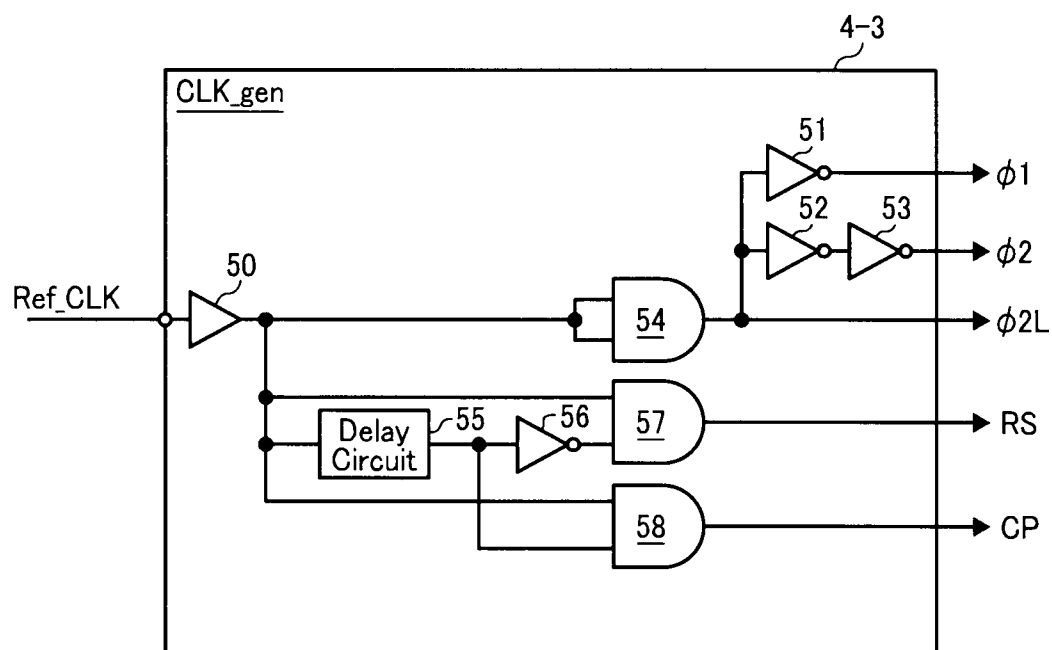 4-3
CLK_gen
51
ϕ1
52
53
ϕ2
50
Ref_CLK
54
ϕ2L
55
56
Delay
Circuit
57
RS
58
CP